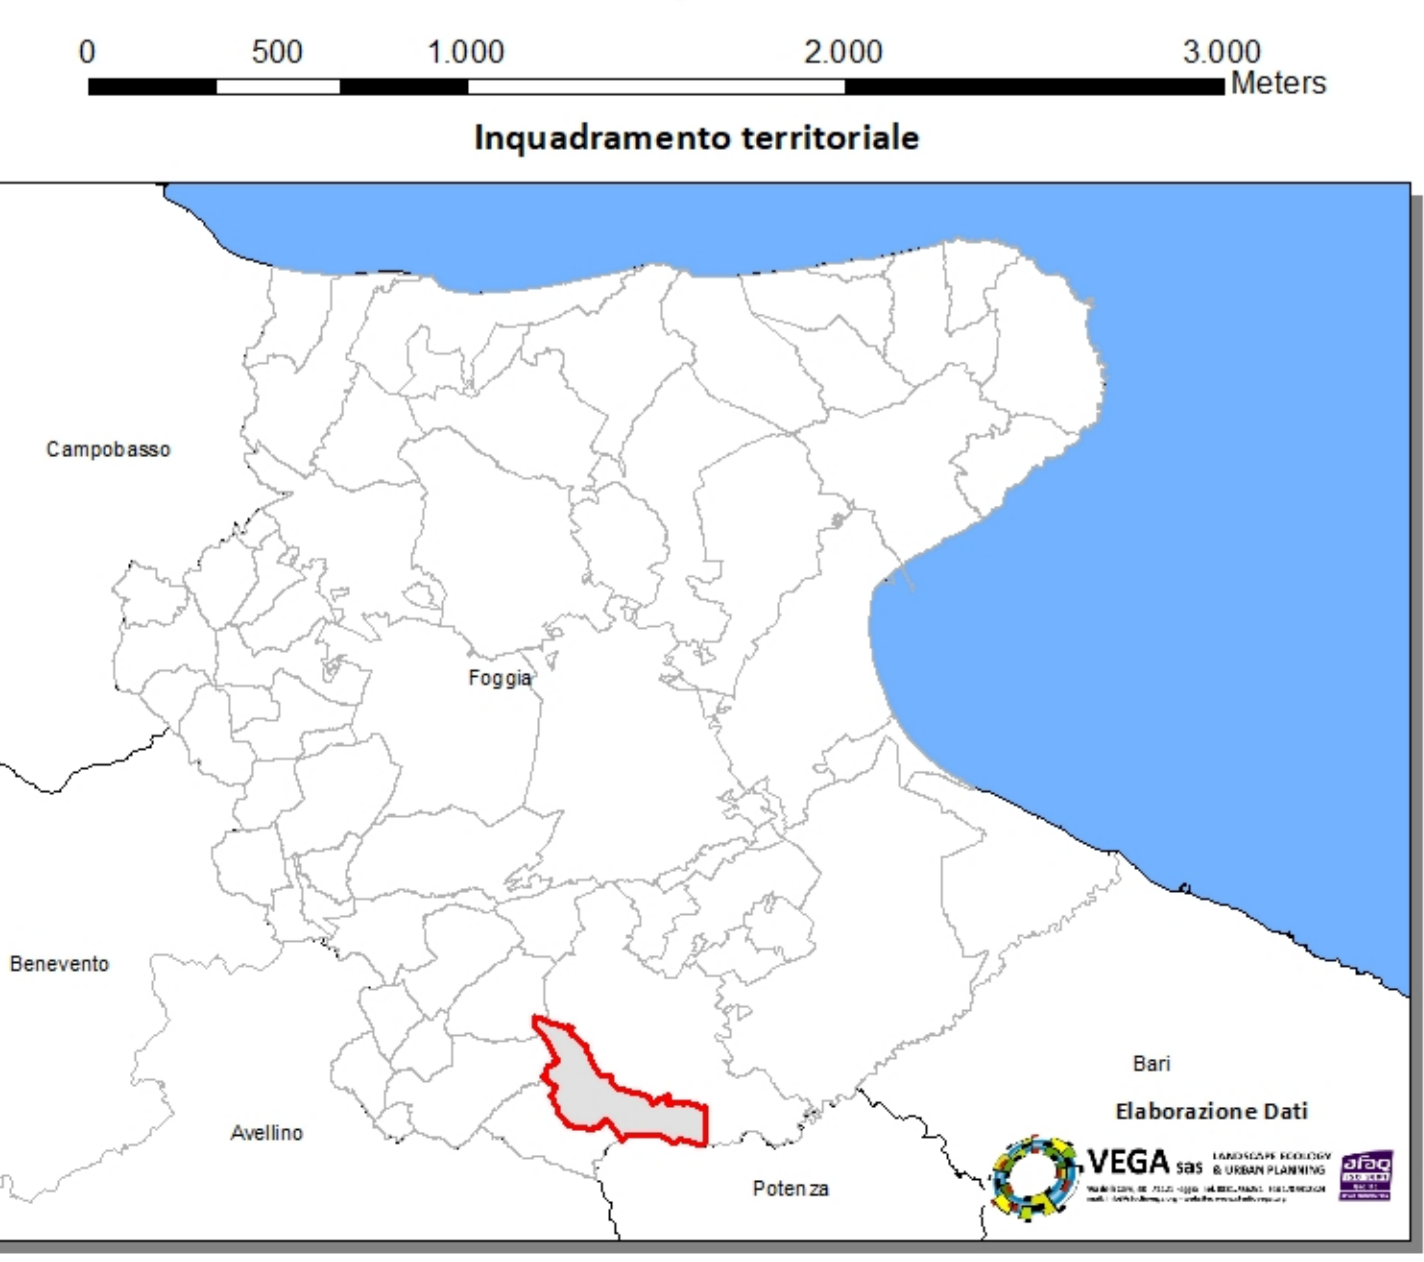 0 500 1.000 2.000 3.000
Meters
Inquadramento territoriale
Campobasso
Foggia
Benevento
Bari
Elaborazione Dati
Avellino
VEGA sas LANDSCAPE ECOLOGY
& URBAN PLANNING
afaq
Potenza